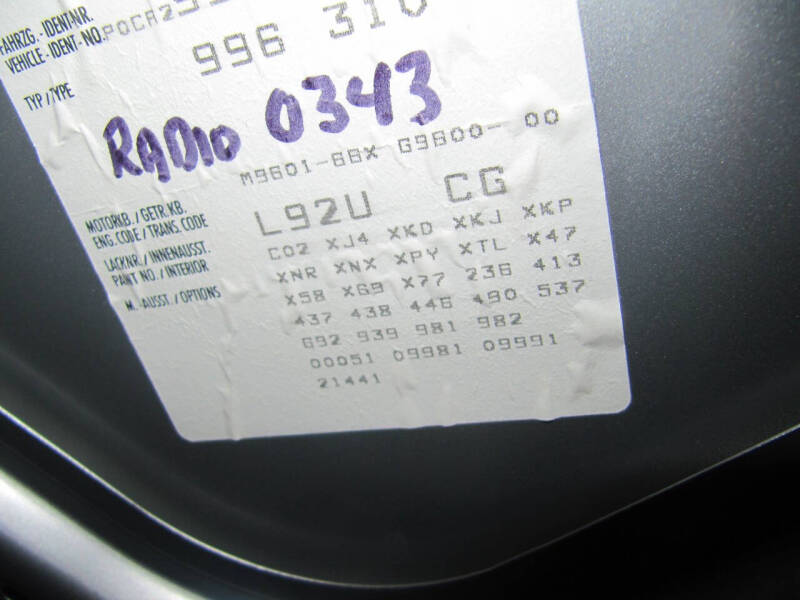 FAHRZG.-IDENT-NR.
VEHICLE-IDENT-NO.
TYP / TYPE
996 310
RADIO 0343
M9601-66X G9600- 00
MOTORKB. / GETR.KB.
ENG.CODE / TRANS.CODE
L92U CG
LACKNR. / INNENAUSST.
PAINT NO. / INTERIOR
C02 XJ4 XKD XKJ XKP
XNR XNX XPY XTL X47
M. AUSST. / OPTIONS
X58 X69 X77 236 413
437 438 446 490 537
692 939 981 982
00051 09981 09991
21441